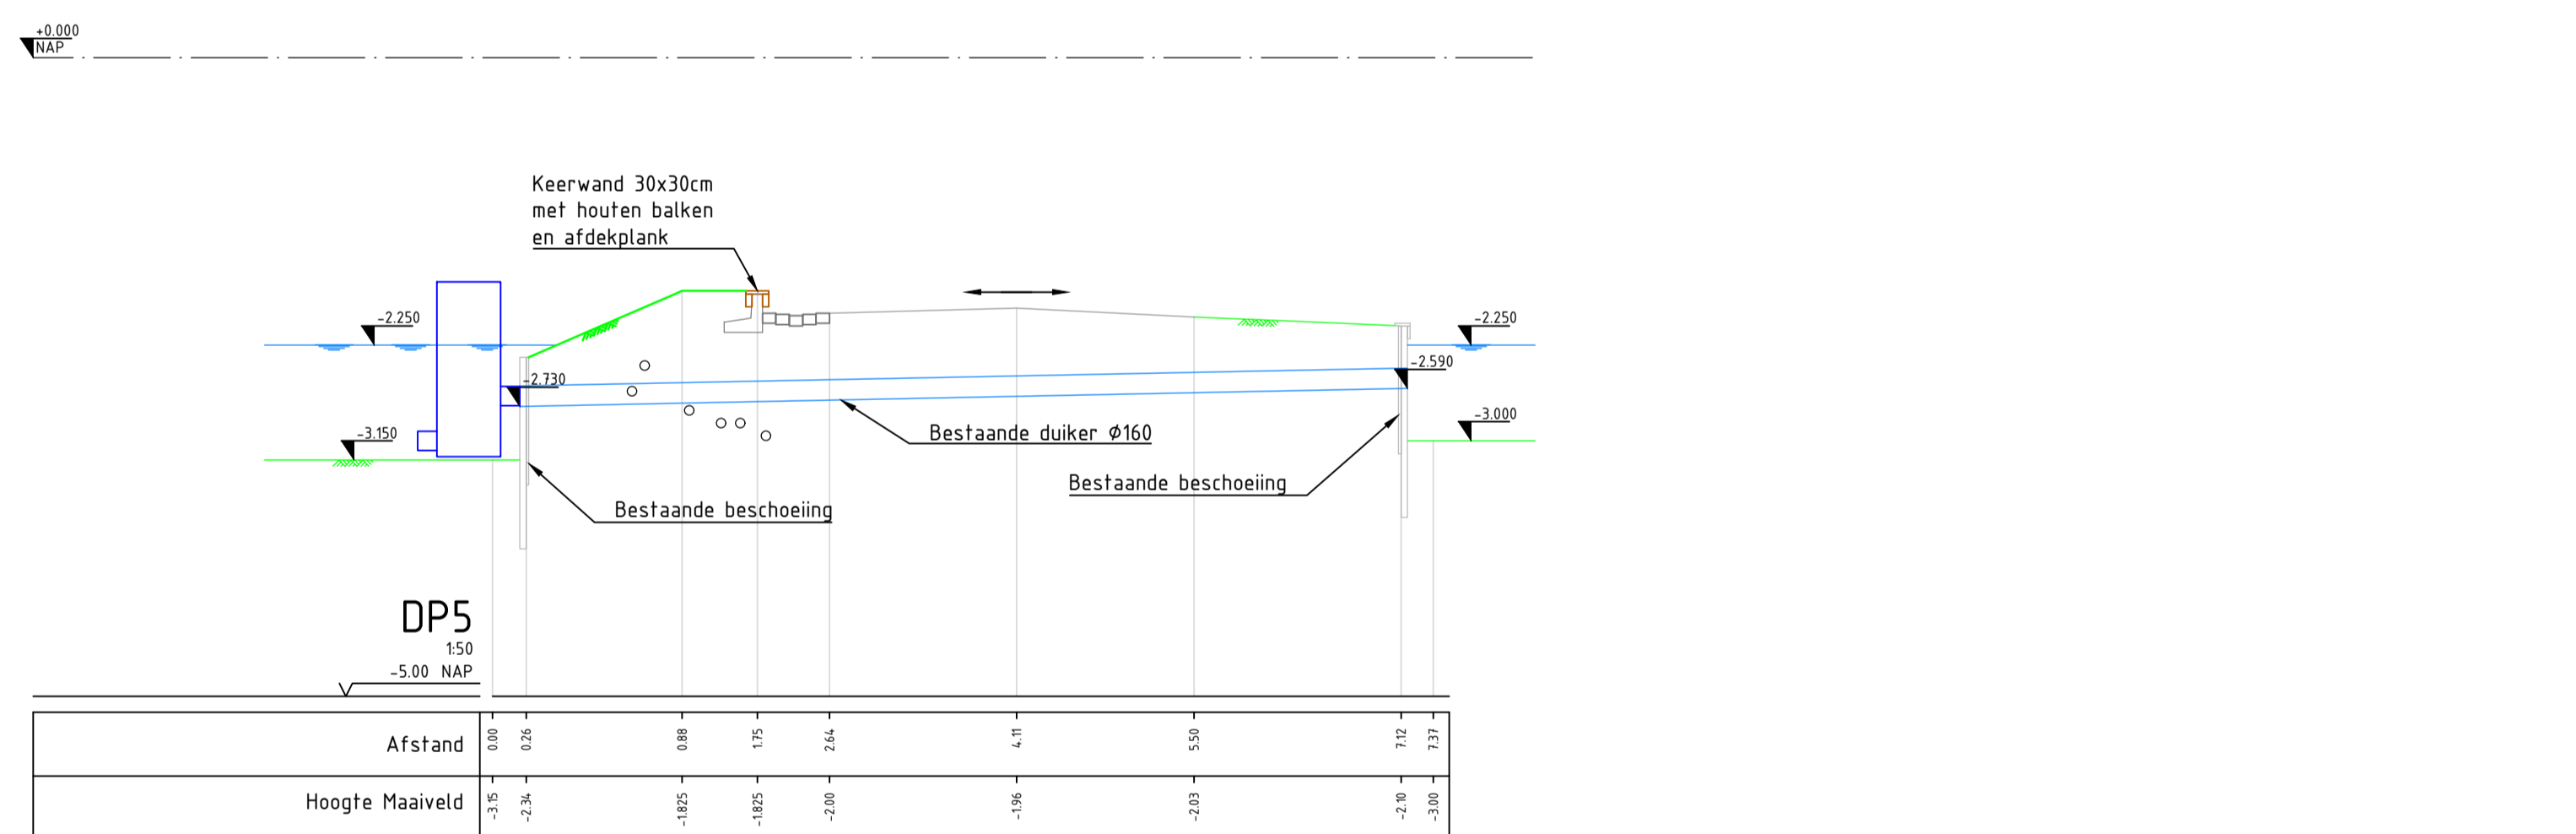 +0.000
NAP
Keerwand 30x30cm
met houten balken
en afdekplank
-2.250
-2.250
-2.590
-2.730
-3.000
-3.150
Bestaande duiker Ø160
Bestaande beschoeiing
Bestaande beschoeiing
DP5
1:50
-5.00 NAP
Afstand 0.00 0.26 0.88 1.75 2.64 4.11 5.50 7.12 7.37
Hoogte Maaiveld -3.15 -2.34 -1.825 -1.825 -2.00 -1.96 -2.03 -2.10 -3.00